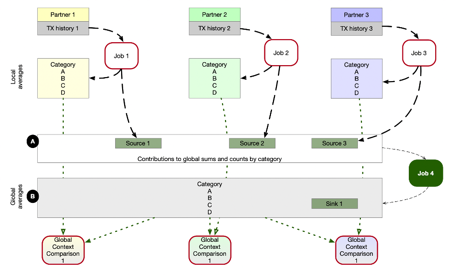 Partner 1
TX history 1
Partner 2
TX history 2
Partner 3
TX history 3
Job 1
Job 2
Job 3
Local
averages
Category
A
B
C
D
Category
A
B
C
D
Category
A
B
C
D
A
Source 1
Source 2
Source 3
Contributions to global sums and counts by category
Job 4
Global
averages
B
Category
A
B
C
D
Sink 1
Global
Context
Comparison
1
Global
Context
Comparison
1
Global
Context
Comparison
1